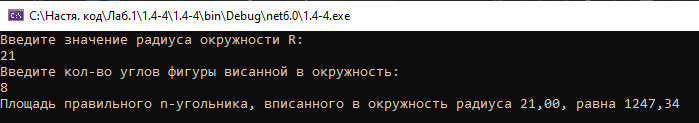 C:\Настя. код\Лаб.1\1.4-4\1.4-4\bin\Debug\net6.0\1.4-4.exe
Введите значение радиуса окружности R:
21
Введите кол-во углов фигуры висанной в окружность:
8
Площадь правильного n-угольника, вписанного в окружность радиуса 21,00, равна 1247,34